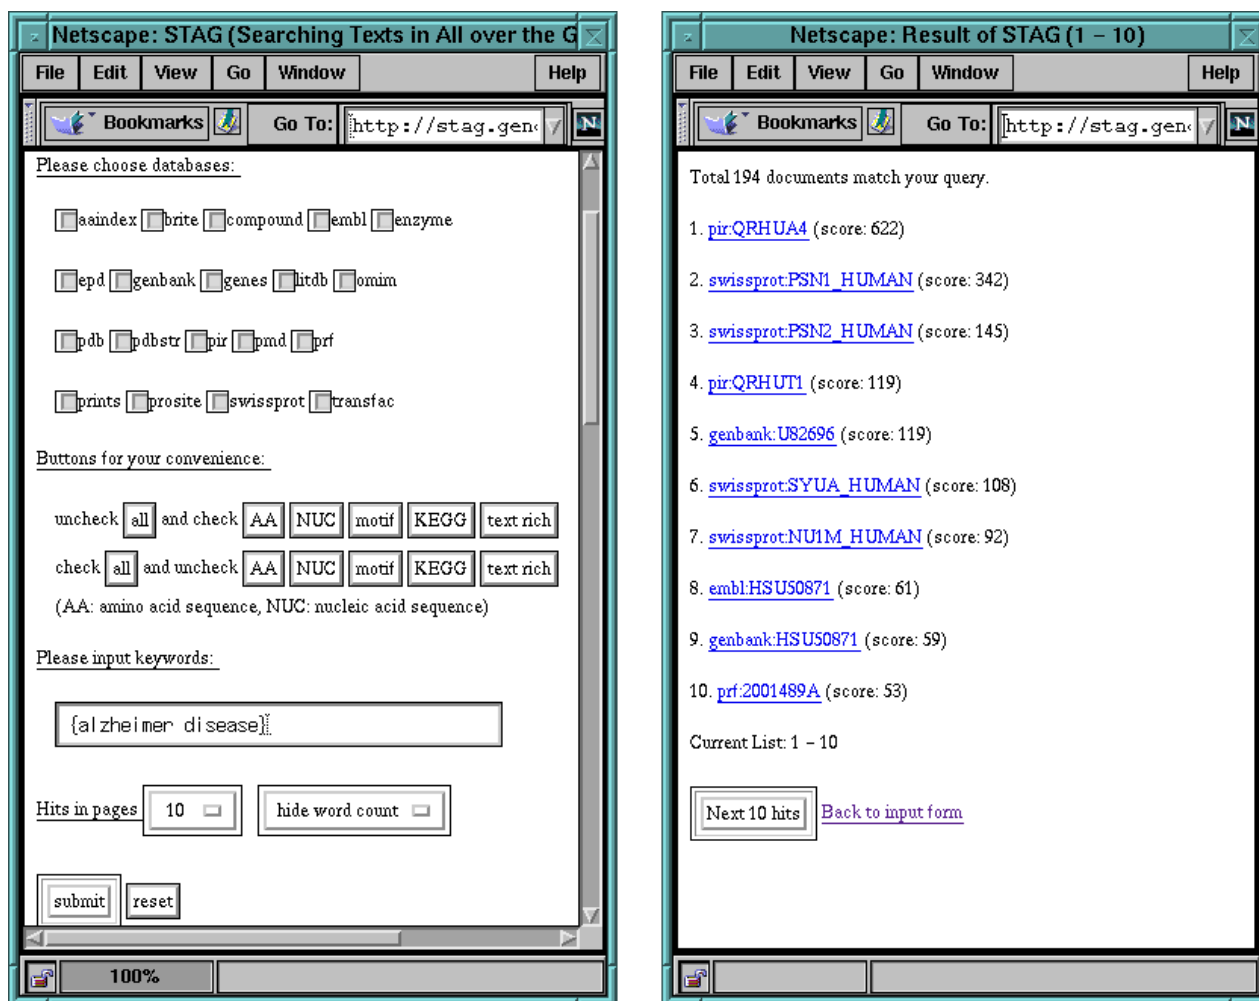 Netscape: STAG (Searching Texts in All over the G
File Edit View Go Window Help
Bookmarks Go To: http://stag.gen
N
Please choose databases:
aaindex brite compound embl enzyme
epd genbank genes litdb omim
pdb pdbstr pir pmd prf
prints prosite swissprot transfac
Buttons for your convenience:
uncheck all and check AA NUC motif KEGG text rich
check all and uncheck AA NUC motif KEGG text rich
(AA: amino acid sequence, NUC: nucleic acid sequence)
Please input keywords:
{alzheimer disease}
Hits in pages 10 hide word count
submit reset
100%
Netscape: Result of STAG (1 – 10)
File Edit View Go Window Help
Bookmarks Go To: http://stag.gen
N
Total 194 documents match your query.
1. pir:QRHUA4 (score: 622)
2. swissprot:PSN1_HUMAN (score: 342)
3. swissprot:PSN2_HUMAN (score: 145)
4. pir:QRHUT1 (score: 119)
5. genbank:U82696 (score: 119)
6. swissprot:SYUA_HUMAN (score: 108)
7. swissprot:NU1M_HUMAN (score: 92)
8. embl:HSU50871 (score: 61)
9. genbank:HSU50871 (score: 59)
10. prf:2001489A (score: 53)
Current List: 1 – 10
Next 10 hits Back to input form